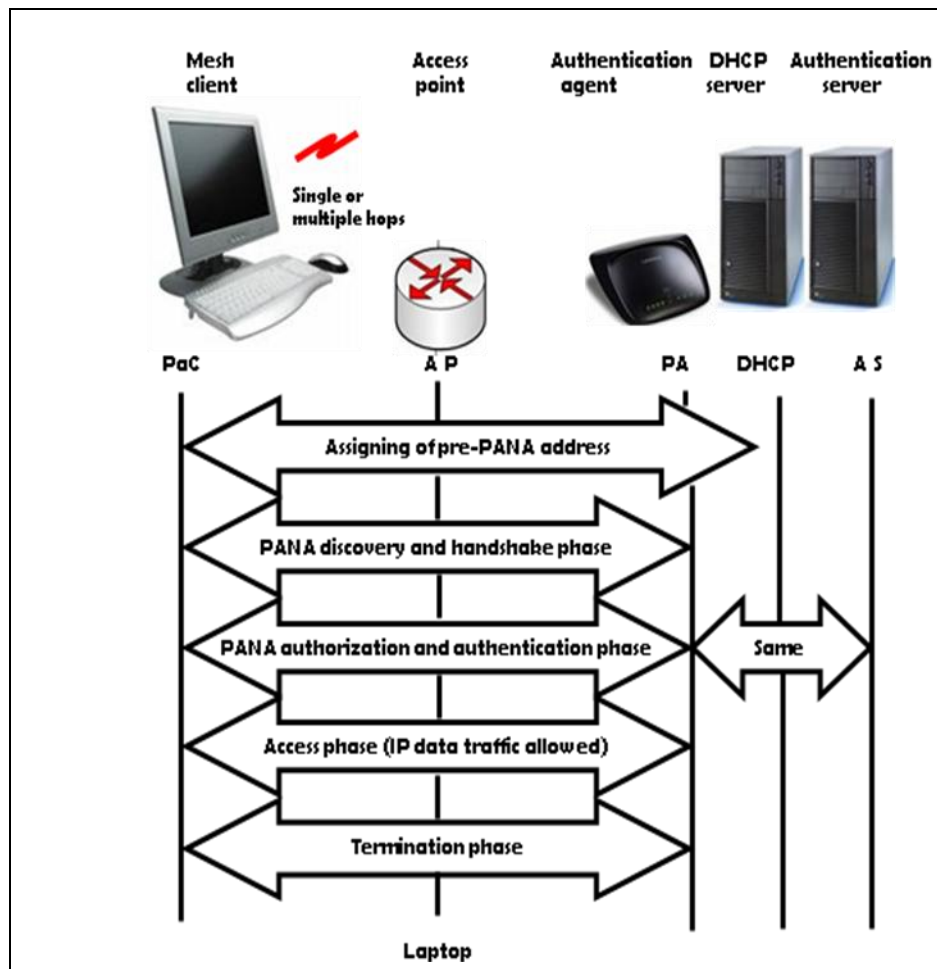 Mesh
client
Access
point
Authentication
agent
DHCP
server
Authentication
server
Single or
multiple hops
PaC
A P
PA
DHCP
A S
Assigning of pre-PANA address
PANA discovery and handshake phase
PANA authorization and authentication phase
Same
Access phase (IP data traffic allowed)
Termination phase
Laptop